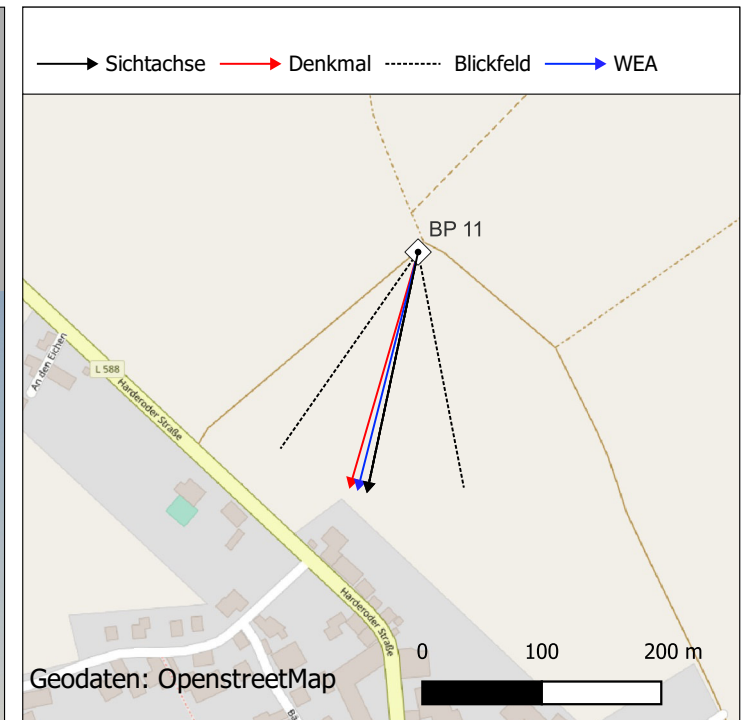 Sichtachse Denkmal Blickfeld WEA
BP 11
An den Eichen
L 588
Harderoder Straße
Harderoder Straße
0 100 200 m
Geodaten: OpenstreetMap